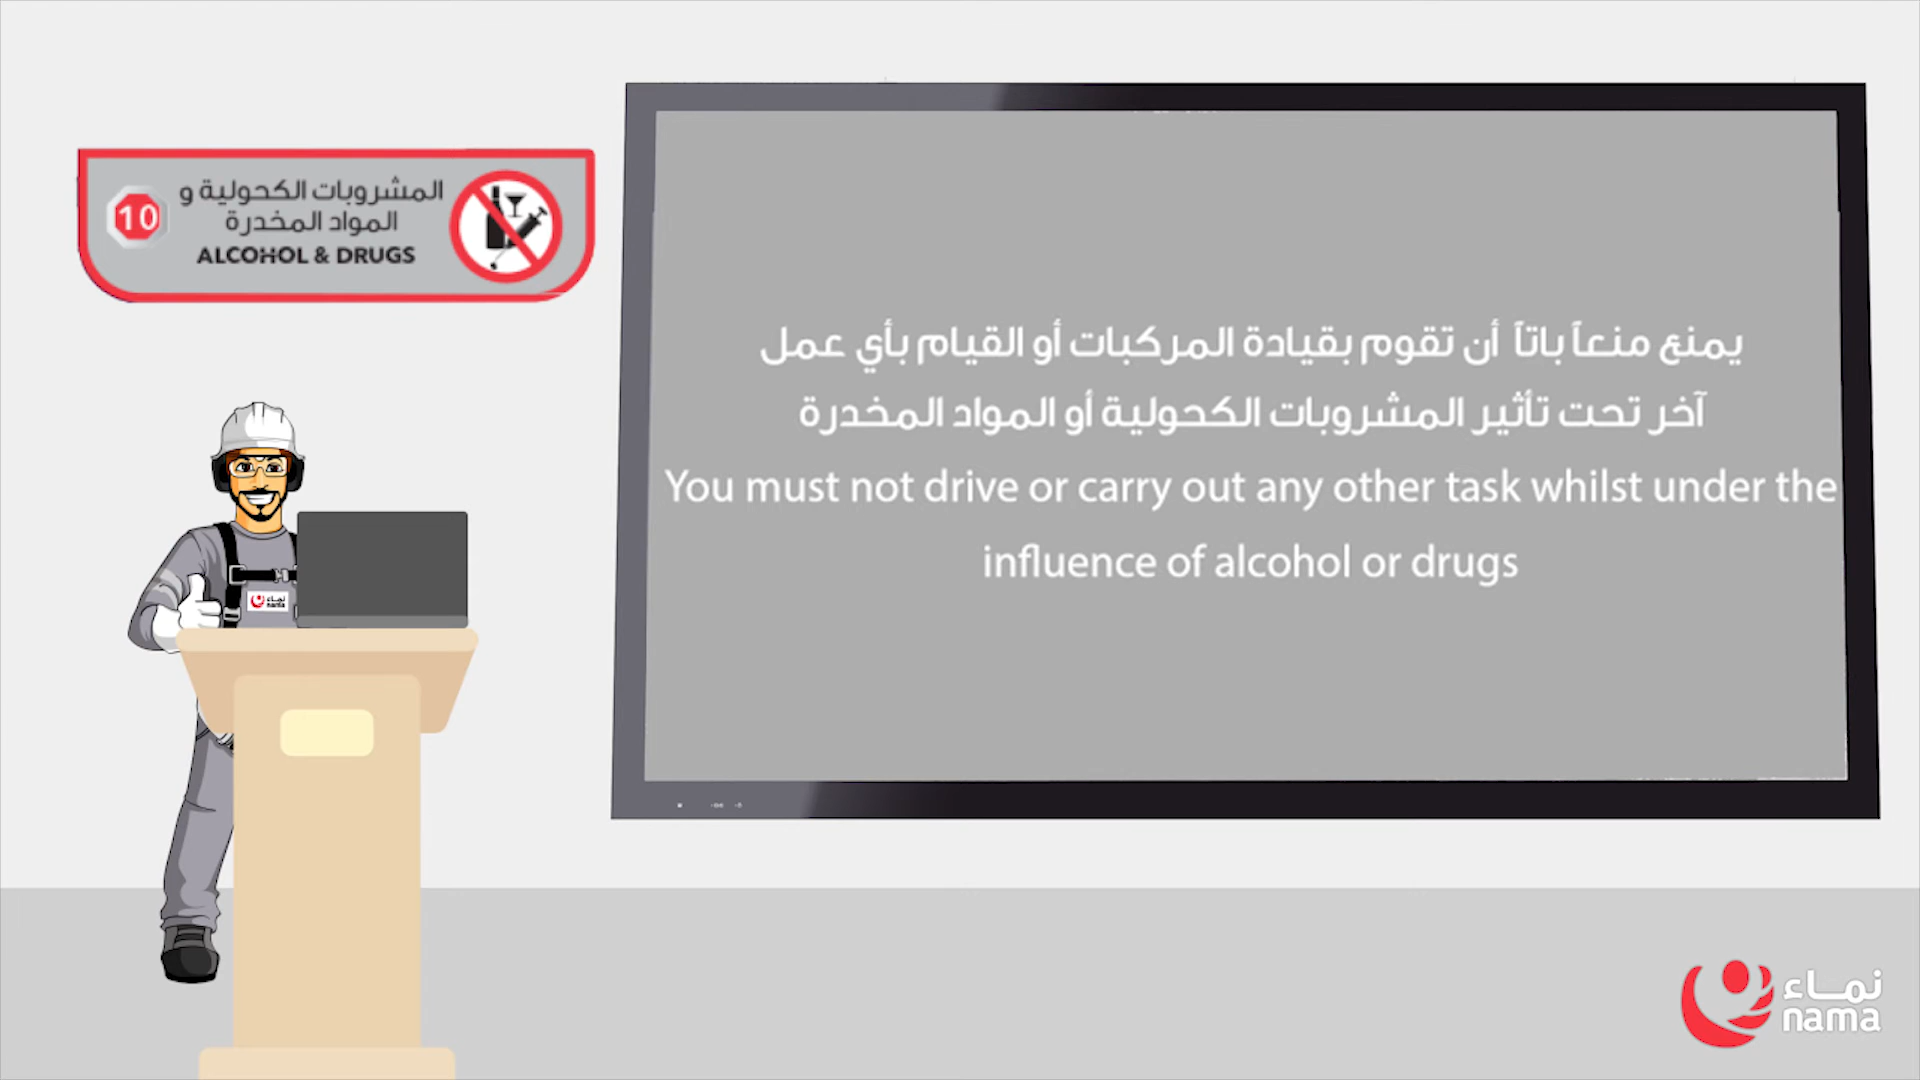 المشروبات الكحولية و
المواد المخدرة
10
ALCOHOL & DRUGS
يمنع منعاً باتاً أن تقوم بقيادة المركبات أو القيام بأي عمل
آخر تحت تأثير المشروبات الكحولية أو المواد المخدرة
You must not drive or carry out any other task whilst under the
influence of alcohol or drugs
نماء
nama
نماء
nama